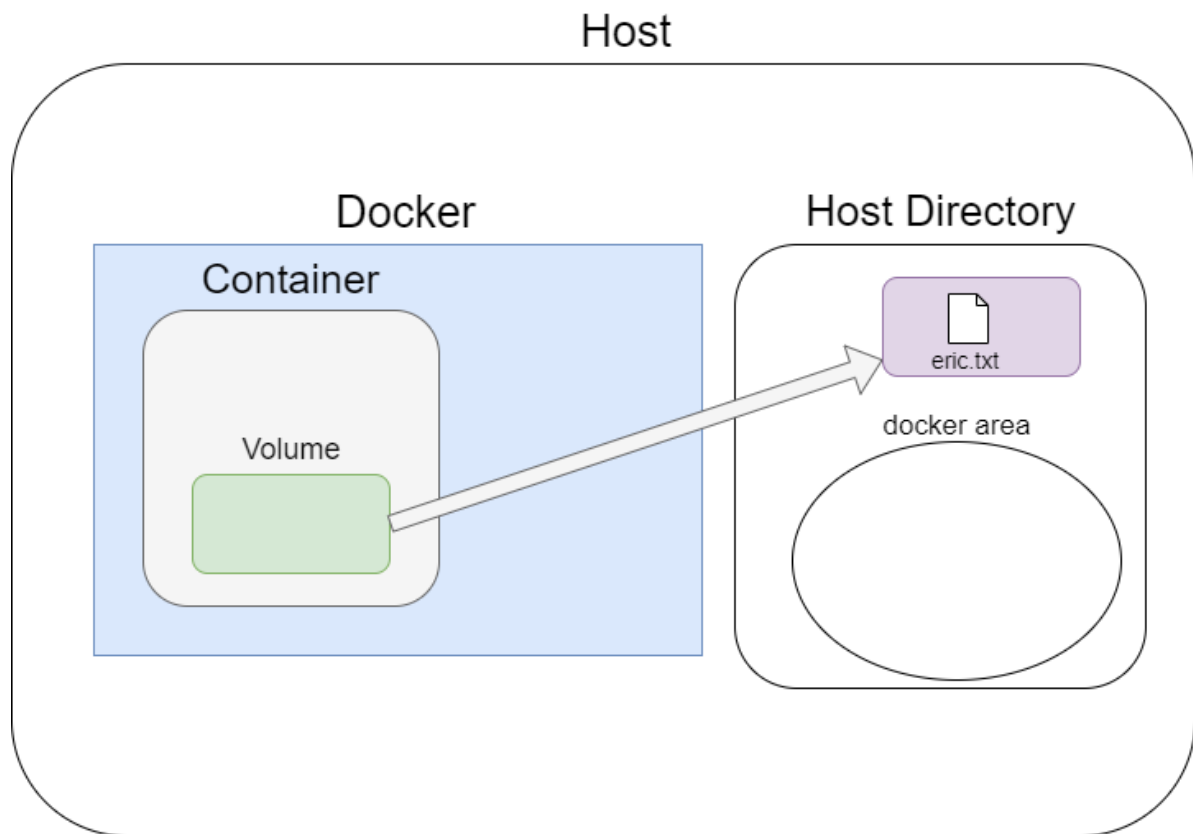 Host
Docker
Host Directory
Container
eric.txt
docker area
Volume